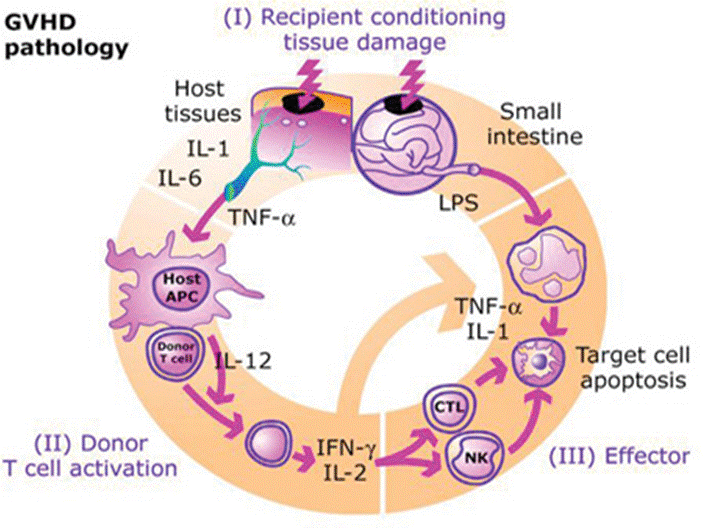 GVHD
pathology
(I) Recipient conditioning
tissue damage
Host
tissues
Small
intestine
IL-1
IL-6
TNF-α
LPS
Host
APC
Donor
T cell
IL-12
TNF-α
IL-1
Target cell
apoptosis
CTL
NK
IFN-γ
IL-2
(II) Donor
T cell activation
(III) Effector